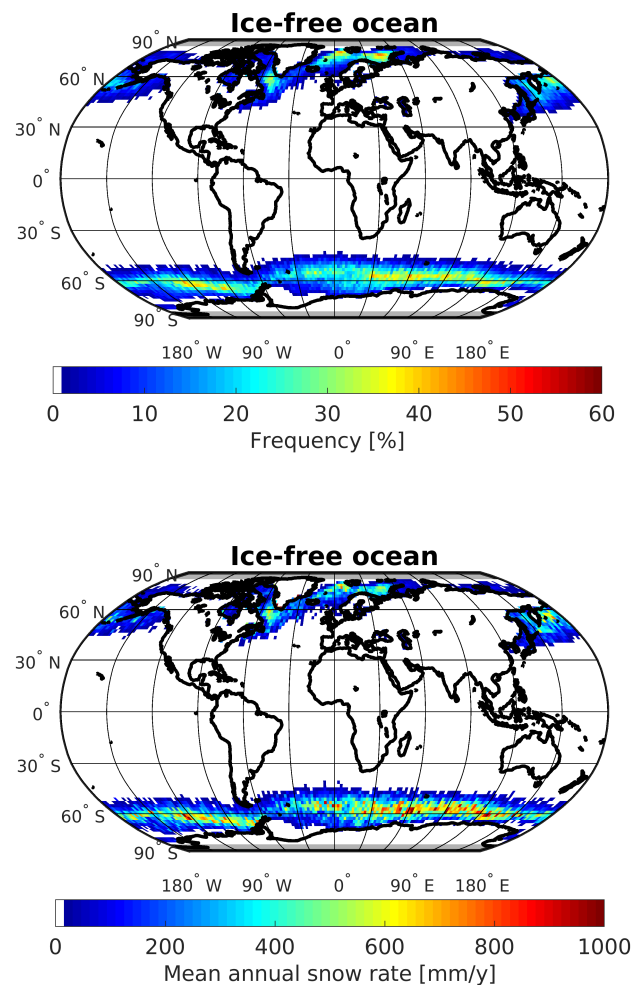 Ice-free ocean
90° N
60° N
30° N
0°
30° S
60° S
90° S
180° W 90° W 0° 90° E 180° E
0 10 20 30 40 50 60
Frequency [%]
Ice-free ocean
90° N
60° N
30° N
0°
30° S
60° S
90° S
180° W 90° W 0° 90° E 180° E
0 200 400 600 800 1000
Mean annual snow rate [mm/y]